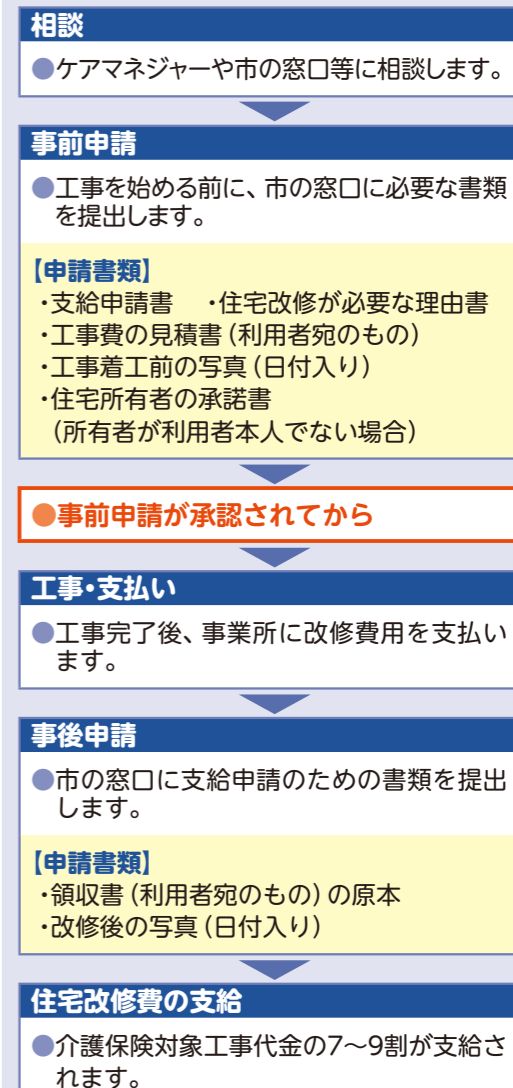 相談
●ケアマネジャーや市の窓口等に相談します。
事前申請
●工事を始める前に、市の窓口に必要な書類
を提出します。
【申請書類】
・支給申請書　・住宅改修が必要な理由書
・工事費の見積書(利用者宛のもの)
・工事着工前の写真(日付入り)
・住宅所有者の承諾書
(所有者が利用者本人でない場合)
●事前申請が承認されてから
工事・支払い
●工事完了後、事業所に改修費用を支払い
ます。
事後申請
●市の窓口に支給申請のための書類を提出
します。
【申請書類】
・領収書(利用者宛のもの)の原本
・改修後の写真(日付入り)
住宅改修費の支給
●介護保険対象工事代金の7〜9割が支給さ
れます。